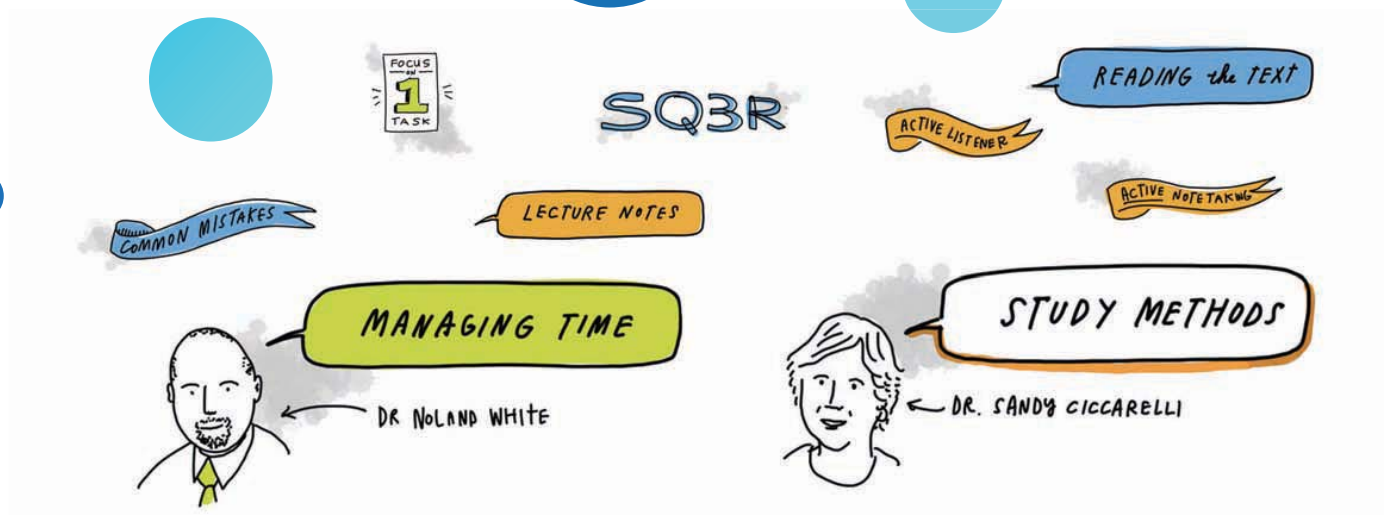 FOCUS
ON
1
TASK
SQ3R
READING the TEXT
ACTIVE LISTENER
ACTIVE NOTETAKING
COMMON MISTAKES
LECTURE NOTES
MANAGING TIME
DR NOLAND WHITE
STUDY METHODS
DR. SANDY CICCARELLI